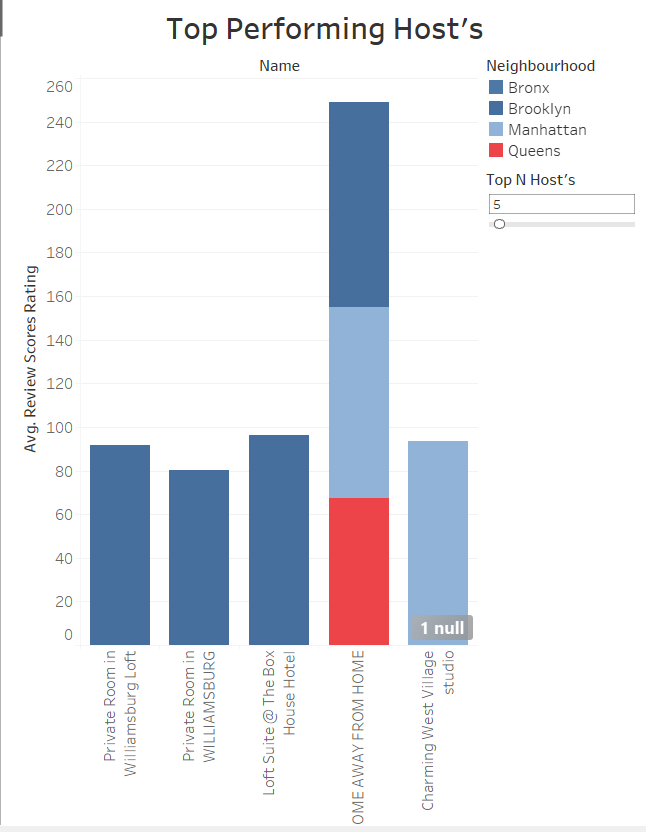 Top Performing Host’s
Name
Neighbourhood
Bronx
Brooklyn
Manhattan
Queens
Top N Host’s
5
Avg. Review Scores Rating
260
240
220
200
180
160
140
120
100
80
60
40
20
0
1 null
Private Room in
Williamsburg Loft
Private Room in
WILLIAMSBURG
Loft Suite @ The Box
House Hotel
OME AWAY FROM HOME
Charming West Village
studio